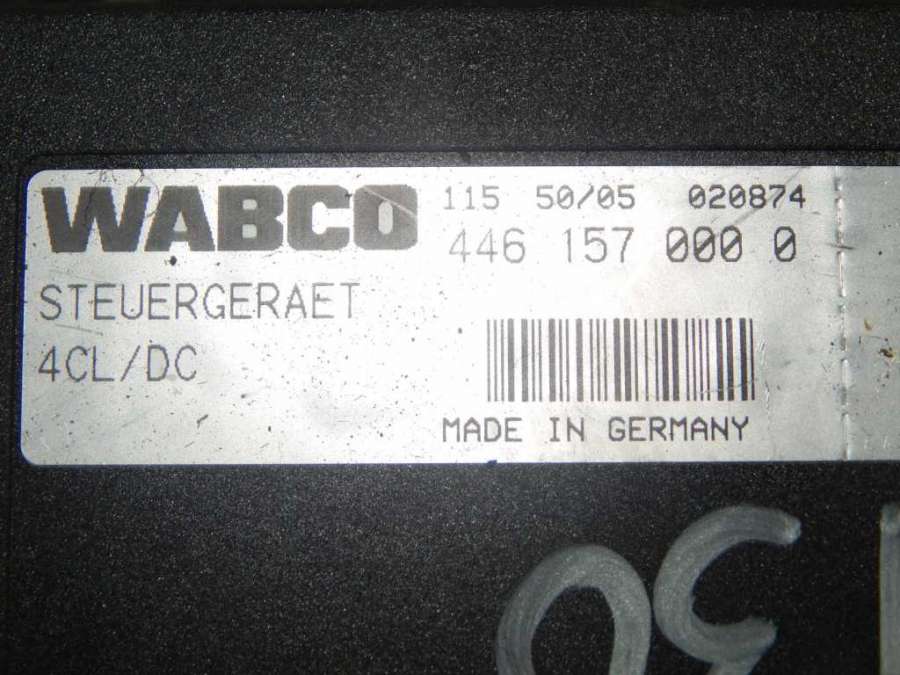 WABCO
115 50/05 020874
446 157 000 0
STEUERGERAET
4CL/DC
MADE IN GERMANY